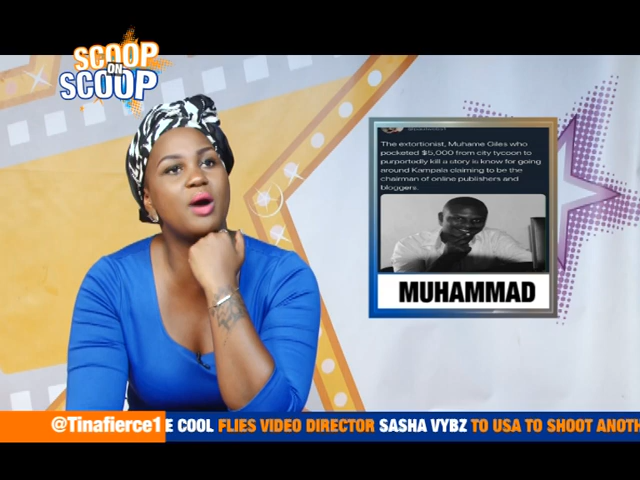 SCOOP
ON
SCOOP
The extortionist, Muhame Giles who
pocketed $5,000 from city tycoon to
purportedly kill a story is know for going
around Kampala claiming to be the
chairman of online publishers and
bloggers.
MUHAMMAD
@Tinafierce1
E COOL FLIES VIDEO DIRECTOR SASHA VYBZ TO USA TO SHOOT ANOTH